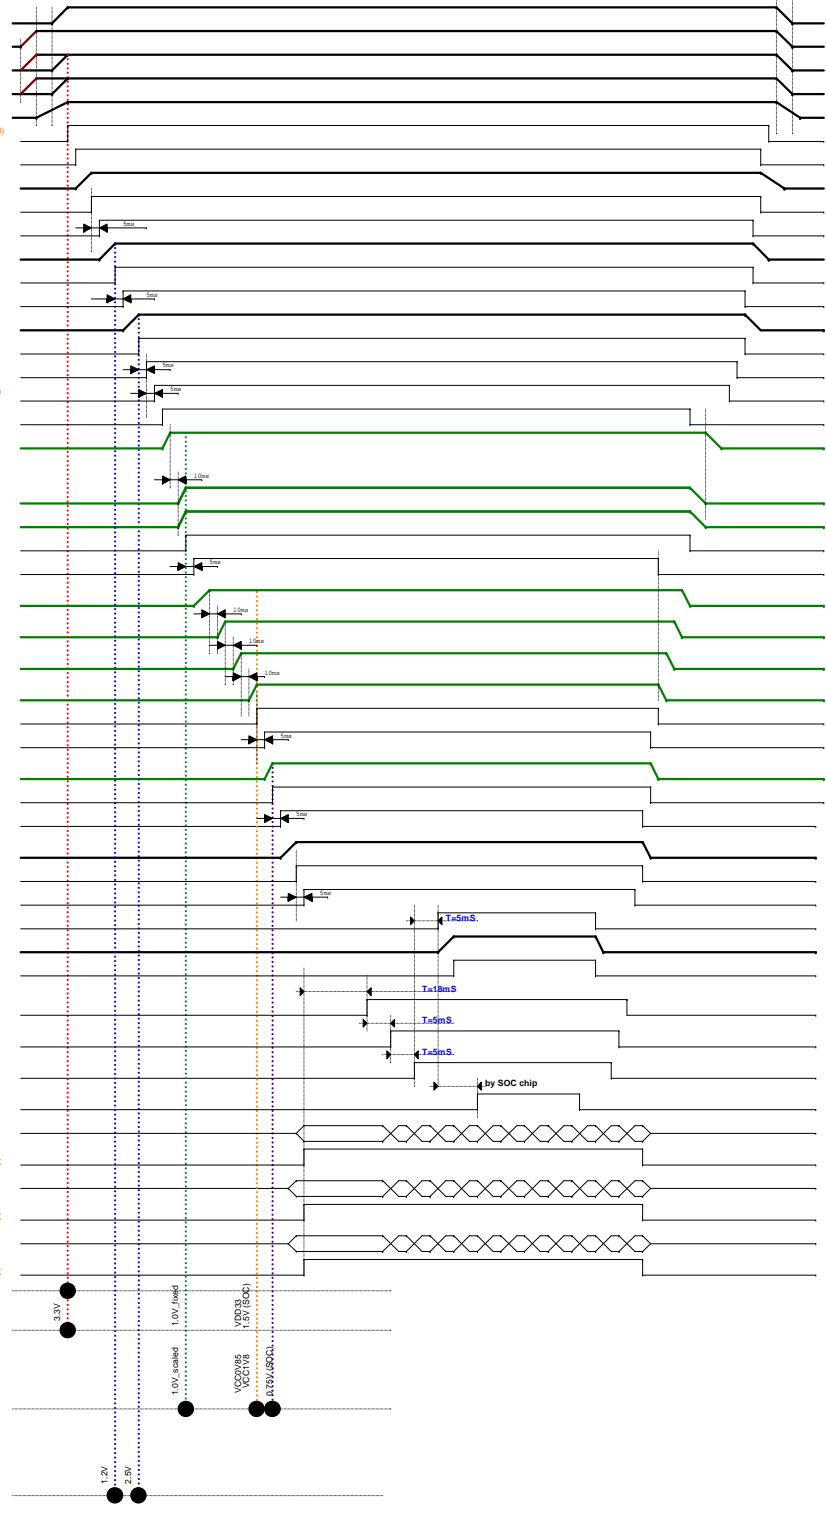 5ms
5ms
5ms
5ms
10ms
5ms
10ms
10ms
10ms
5ms
5ms
5ms
T=5mS
T=18mS
T=5mS
T=5mS
by SOC chip
3.3V
1.0V_fixed
VDD33
1.5V (SOC)
1.0V_scaled
VCC0V85
VCC1V8
0.75V (SOC)
1.2V
2.5V